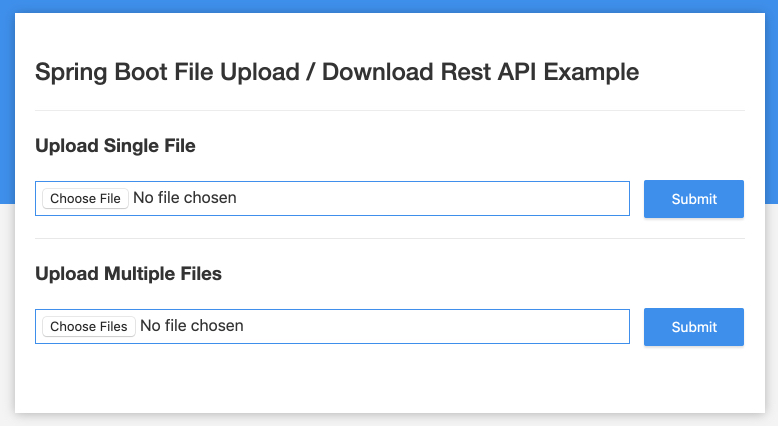 Spring Boot File Upload / Download Rest API Example
Upload Single File
Choose File No file chosen Submit
Upload Multiple Files
Choose Files No file chosen Submit